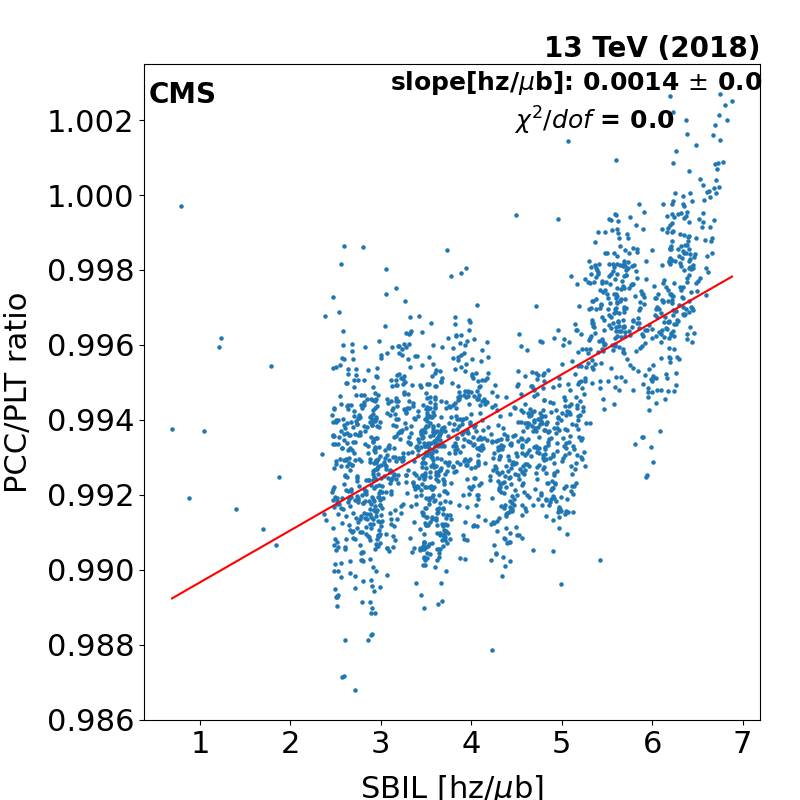 13 TeV (2018)
CMS
slope[hz/μb]: 0.0014 ± 0.0
χ²/dof = 0.0
1.002
1.000
0.998
0.996
0.994
0.992
0.990
0.988
0.986
PCC/PLT ratio
1 2 3 4 5 6 7
SBIL [hz/μb]